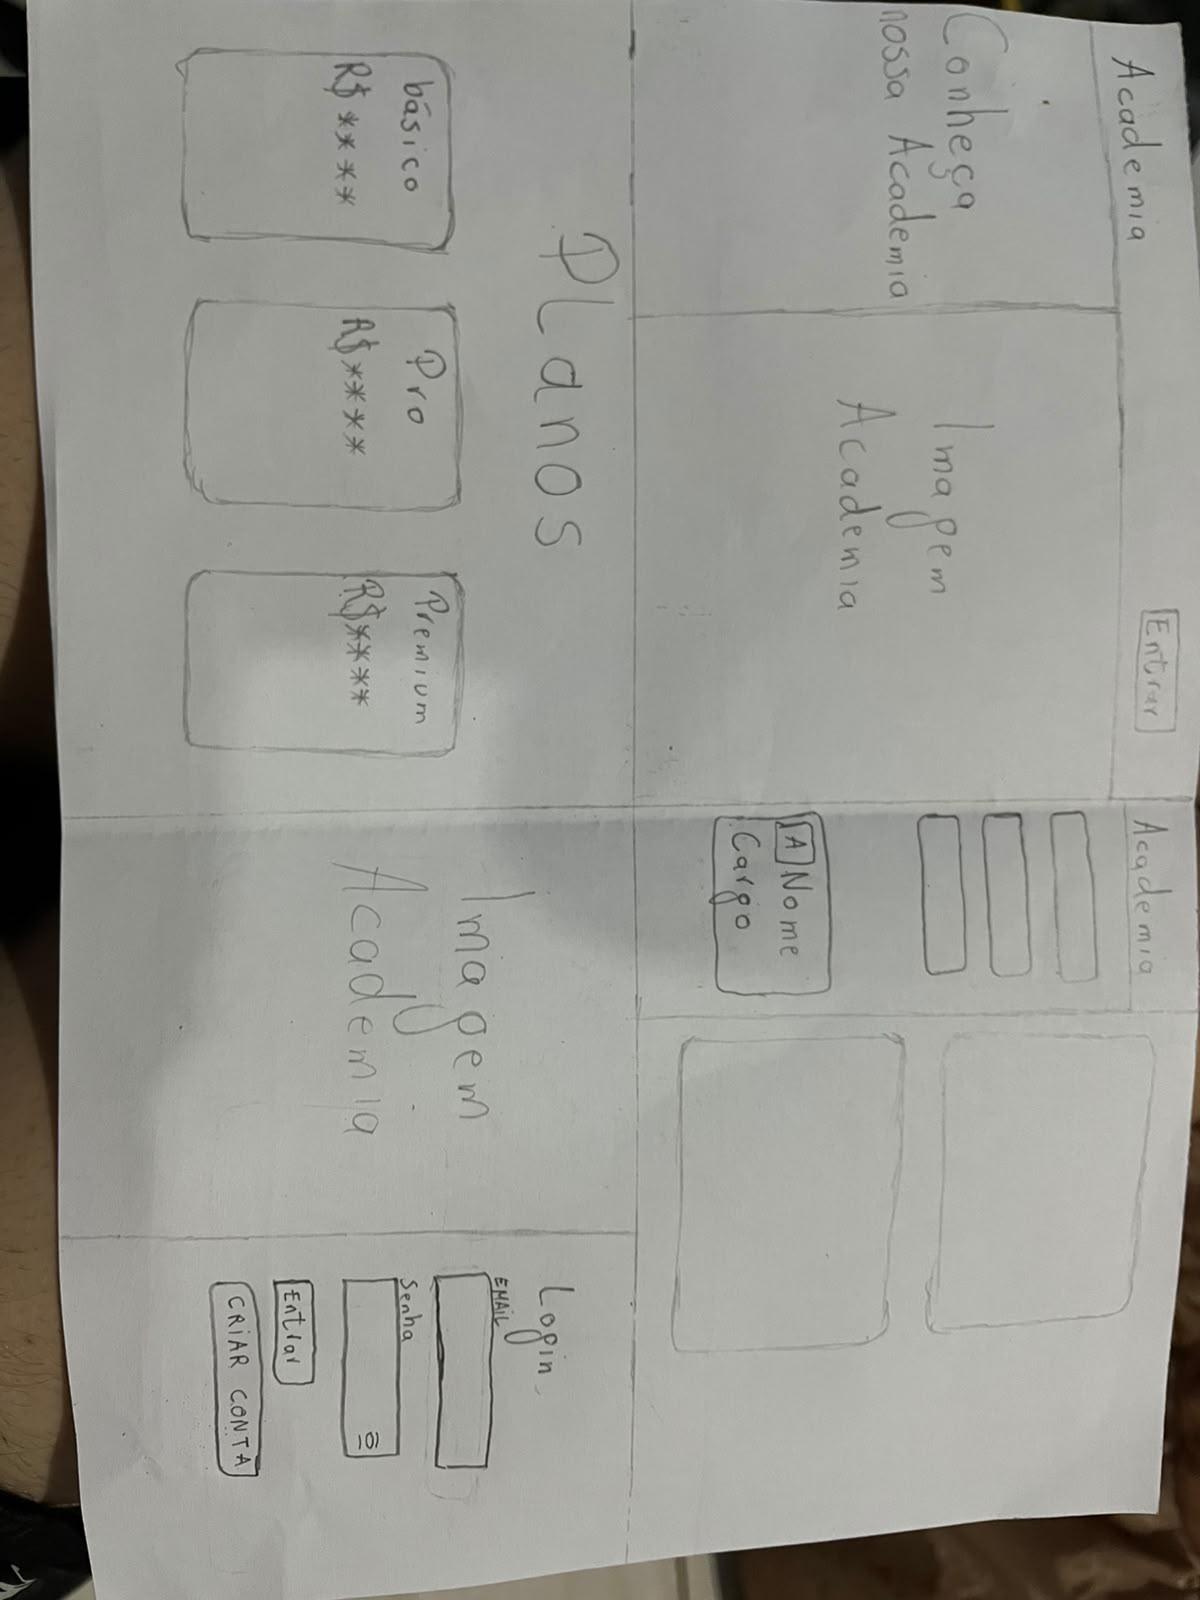 Academia
Entrar
Conheça
nossa Academia
Imagem
Academia
Academia
A Nome
Cargo
PLanos
básico
R$ ****
Pro
R$****
Premium
R$****
Imagem
Academia
Login
EMAIL
Senha
Entrar
CRIAR CONTA